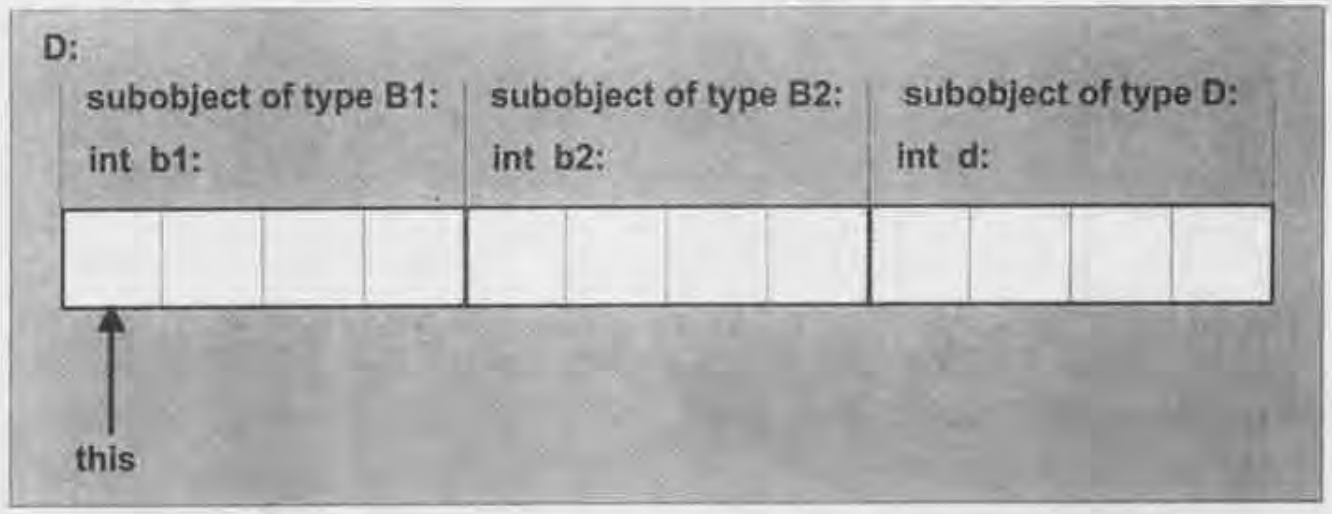 D:
subobject of type B1: subobject of type B2: subobject of type D:
int b1: int b2: int d:
this